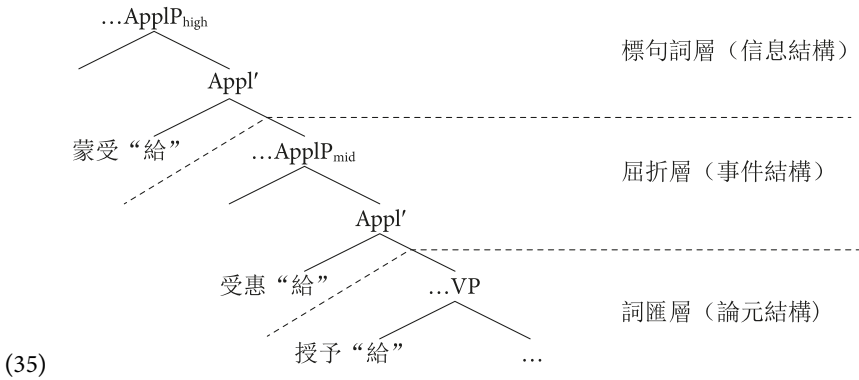 …ApplPhigh
標句詞層（信息結構）
Appl′
蒙受“給”
…ApplPmid
屈折層（事件結構）
Appl′
受惠“給”
…VP
詞匯層（論元結構)
授予“給”
…
(35)